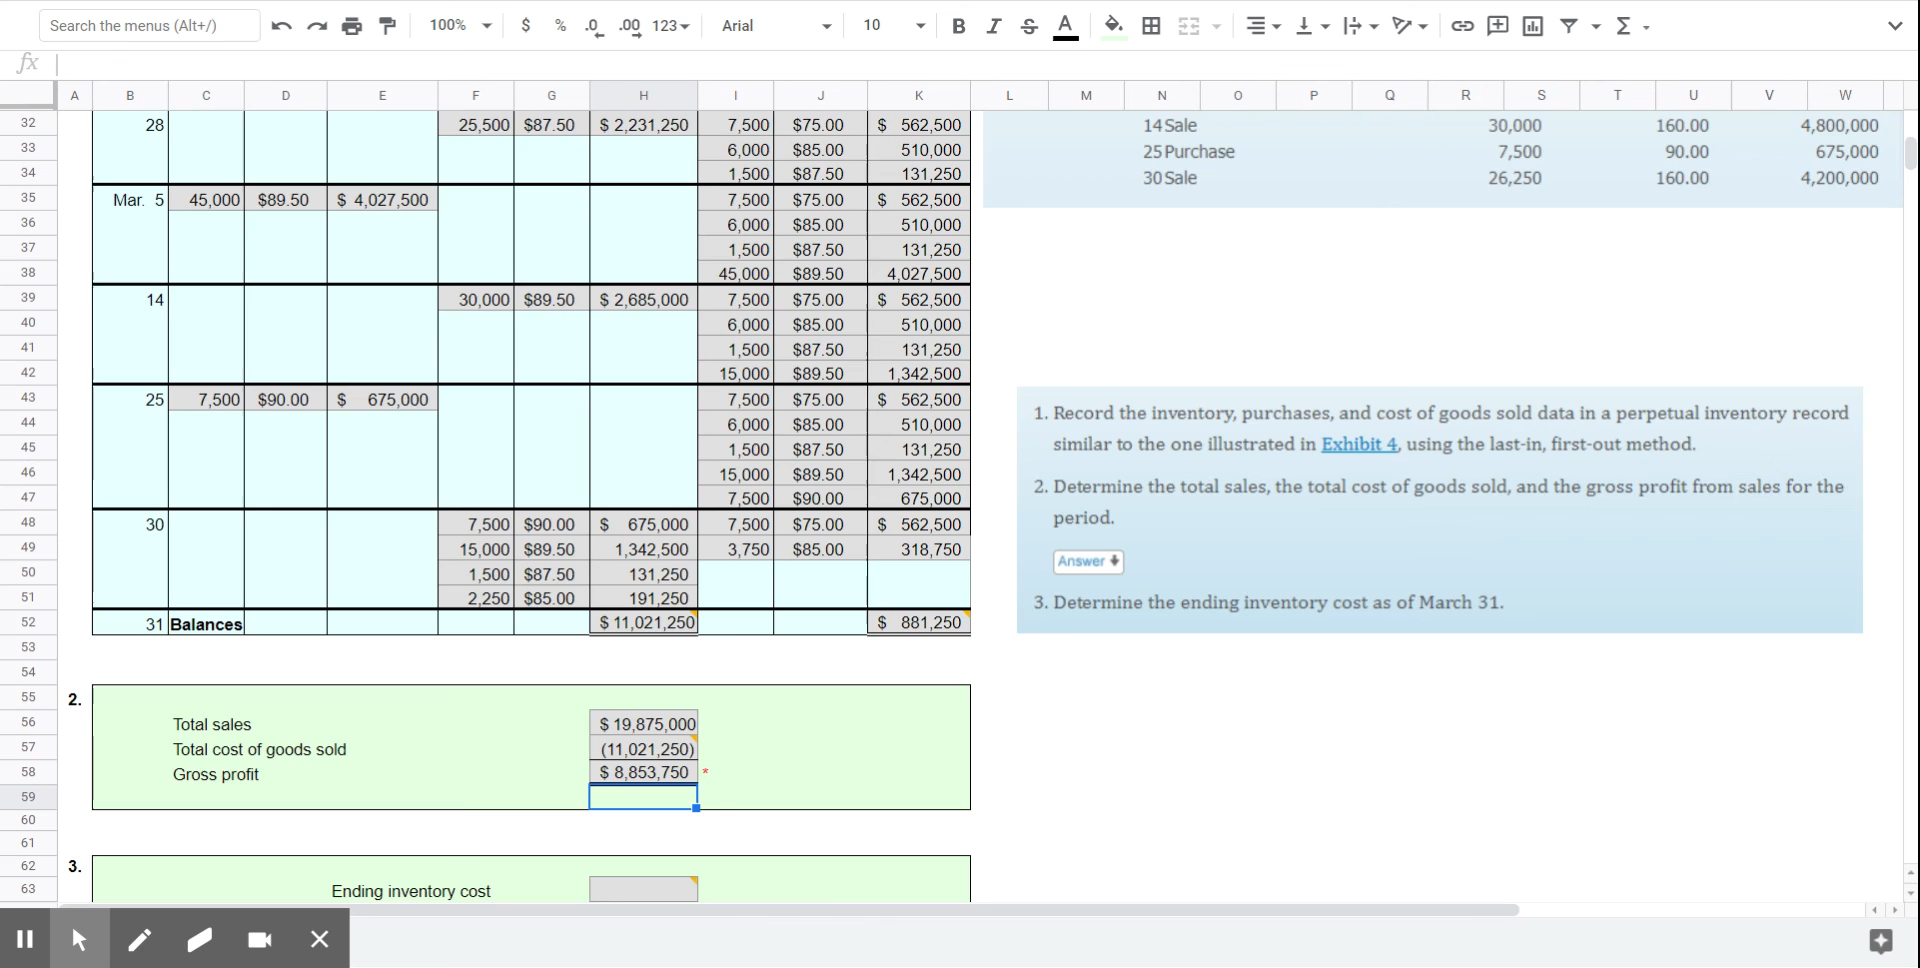 Search the menus (Alt+/) 100% $ % .0 .00 123 Arial 10 B I S A Σ
fx
A B C D E F G H I J K L M N O P Q R S T U V W
32 28 25,500 $87.50 $ 2,231,250 7,500 $75.00 $ 562,500 14 Sale 30,000 160.00 4,800,000
33 6,000 $85.00 510,000 25 Purchase 7,500 90.00 675,000
34 1,500 $87.50 131,250 30 Sale 26,250 160.00 4,200,000
35 Mar. 5 45,000 $89.50 $ 4,027,500 7,500 $75.00 $ 562,500
36 6,000 $85.00 510,000
37 1,500 $87.50 131,250
38 45,000 $89.50 4,027,500
39 14 30,000 $89.50 $ 2,685,000 7,500 $75.00 $ 562,500
40 6,000 $85.00 510,000
41 1,500 $87.50 131,250
42 15,000 $89.50 1,342,500
43 25 7,500 $90.00 $ 675,000 7,500 $75.00 $ 562,500
44 6,000 $85.00 510,000
45 1,500 $87.50 131,250
46 15,000 $89.50 1,342,500
47 7,500 $90.00 675,000
48 30 7,500 $90.00 $ 675,000 7,500 $75.00 $ 562,500
49 15,000 $89.50 1,342,500 3,750 $85.00 318,750
50 1,500 $87.50 131,250
51 2,250 $85.00 191,250
52 31 Balances $ 11,021,250 $ 881,250
53
54
55 2.
56 Total sales $ 19,875,000
57 Total cost of goods sold (11,021,250)
58 Gross profit $ 8,853,750 *
59
60
61
62 3.
63 Ending inventory cost
1. Record the inventory, purchases, and cost of goods sold data in a perpetual inventory record
similar to the one illustrated in Exhibit 4, using the last-in, first-out method.
2. Determine the total sales, the total cost of goods sold, and the gross profit from sales for the
period.
Answer
3. Determine the ending inventory cost as of March 31.